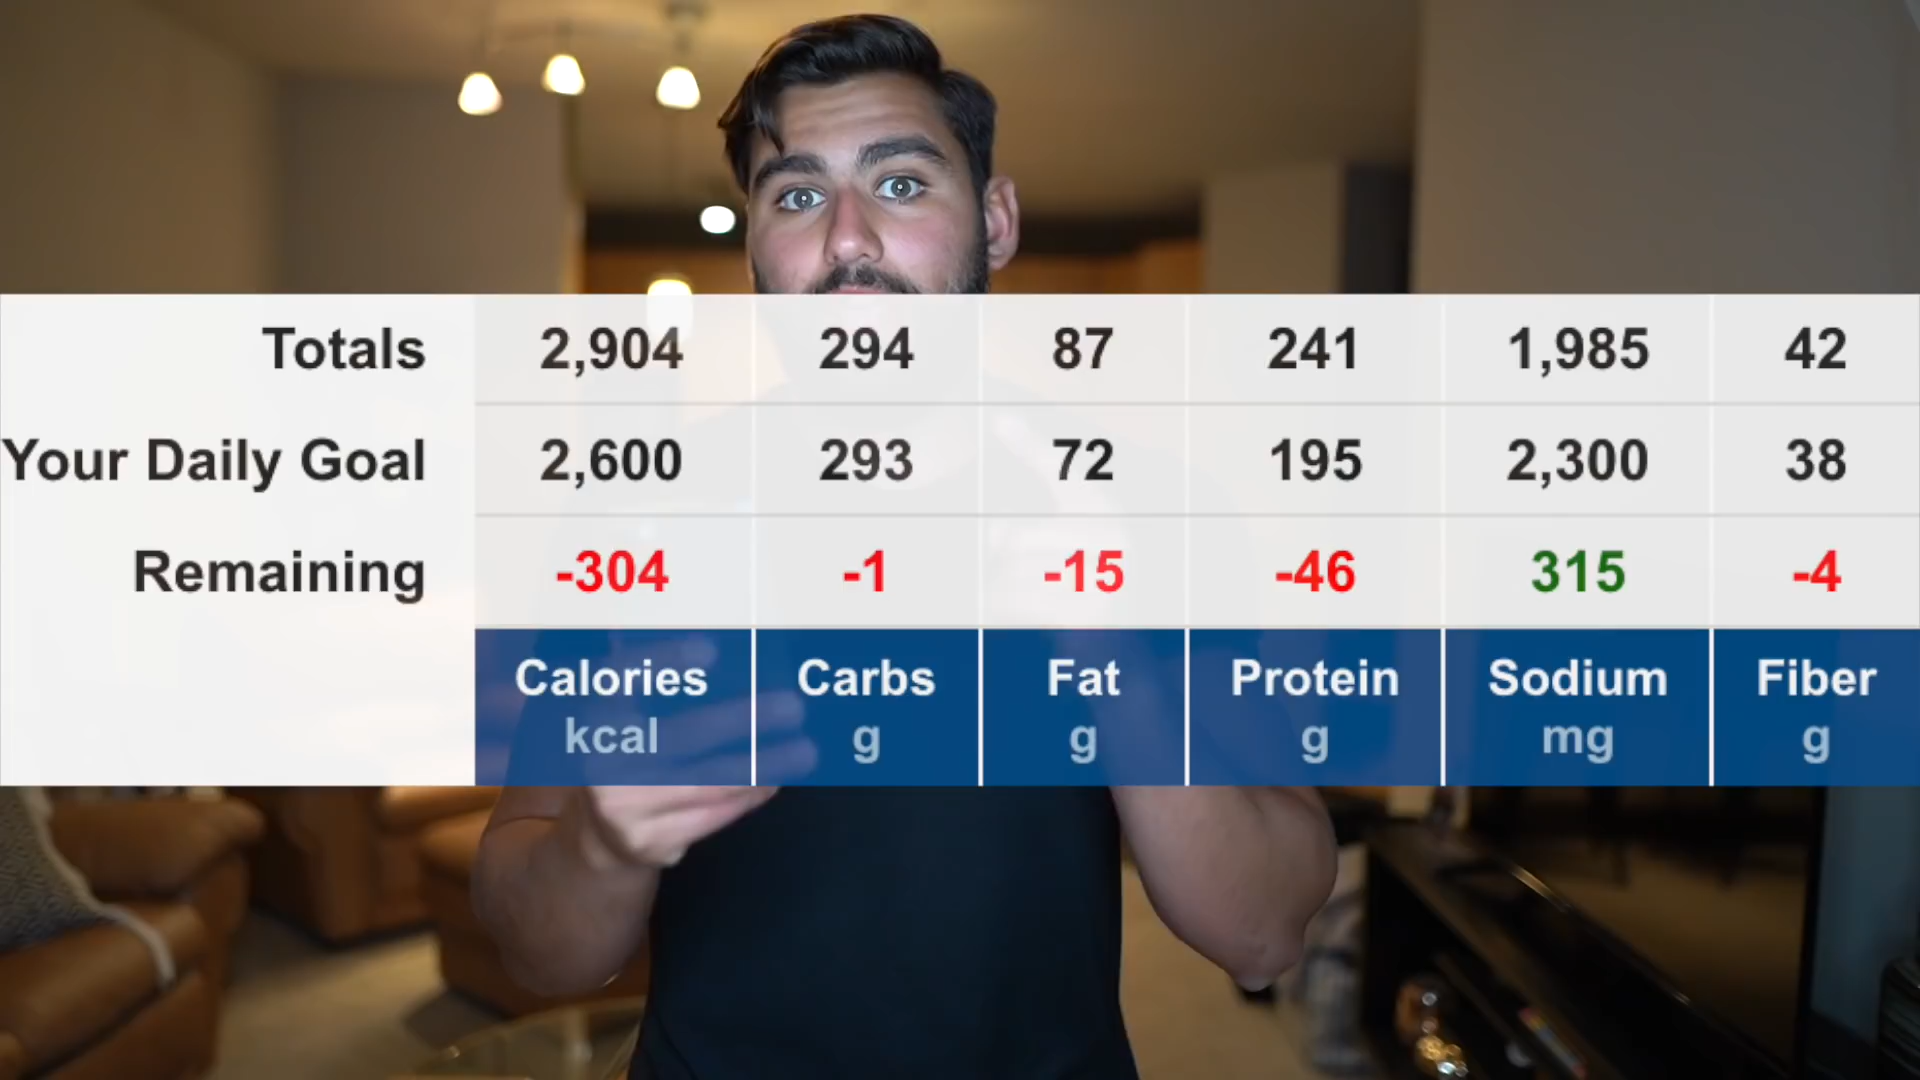 Totals 2,904 294 87 241 1,985 42
Your Daily Goal 2,600 293 72 195 2,300 38
Remaining -304 -1 -15 -46 315 -4
Calories Carbs Fat Protein Sodium Fiber
kcal g g g mg g